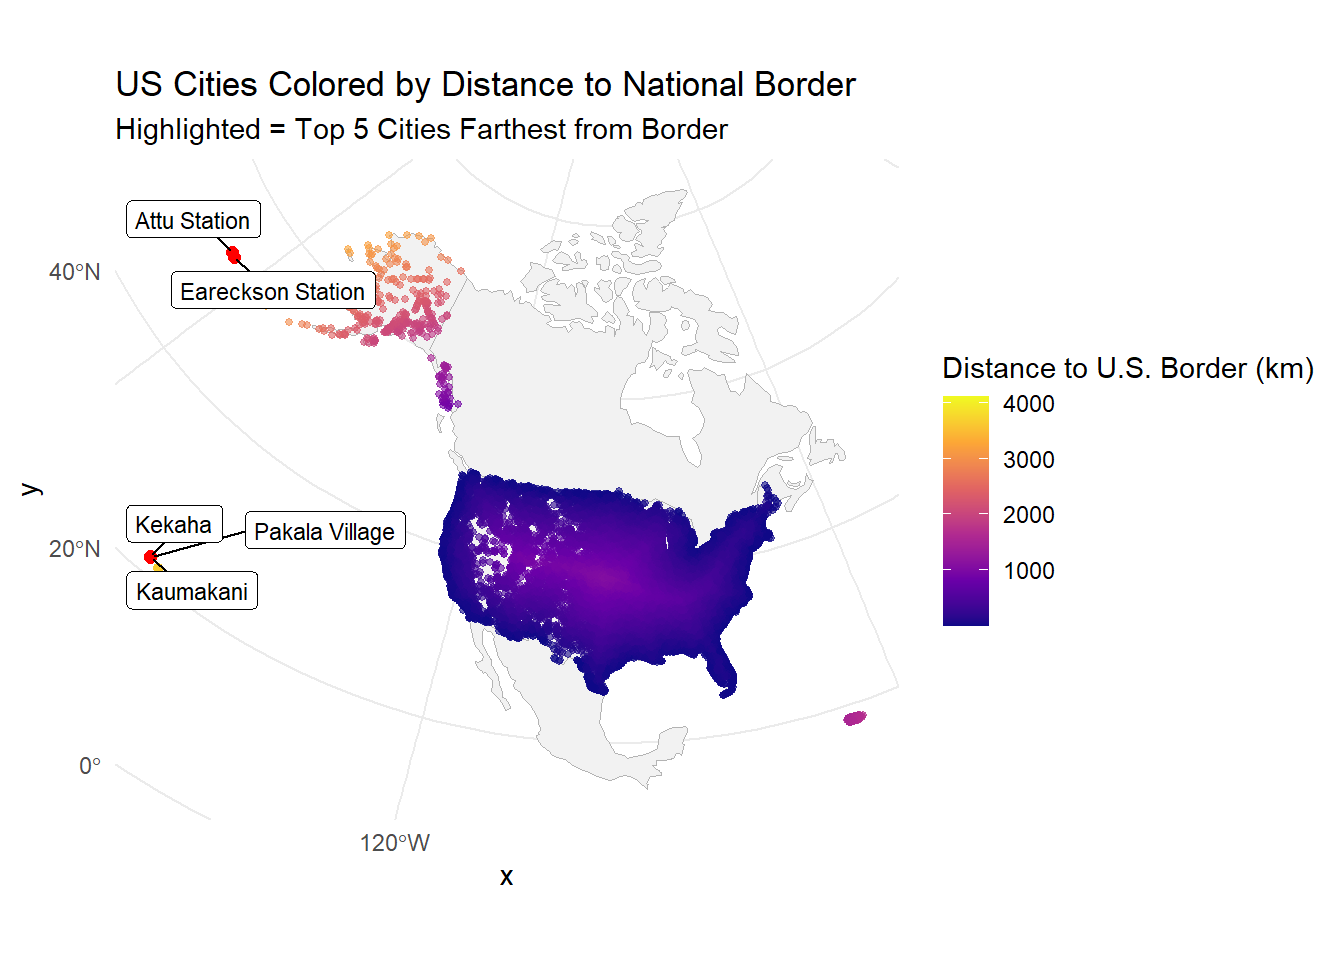 US Cities Colored by Distance to National Border
Highlighted = Top 5 Cities Farthest from Border
Attu Station
Eareckson Station
40°N
Kekaha
Pakala Village
20°N
Kaumakani
0°
120°W
x
y
Distance to U.S. Border (km)
4000
3000
2000
1000